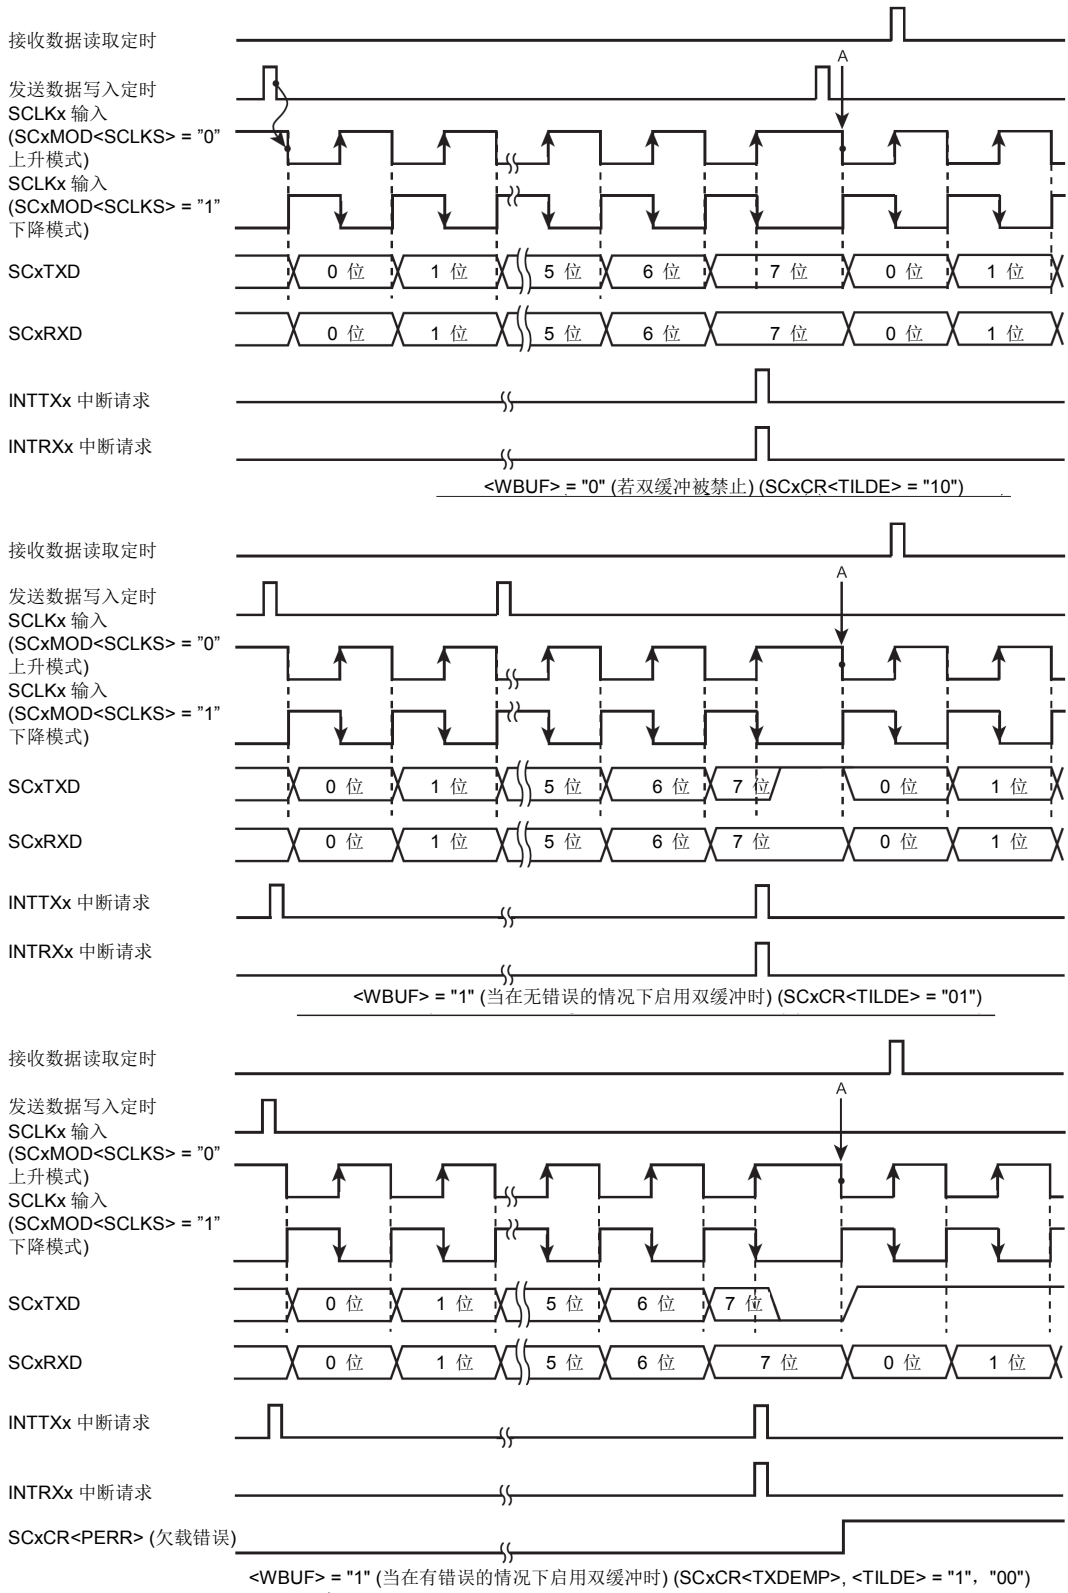 接收数据读取定时
A
发送数据写入定时
SCLKx 输入
(SCxMOD<SCLKS> = ”0”
上升模式)
SCLKx 输入
(SCxMOD<SCLKS> = ”1”
下降模式)
SCxTXD 0 位 1 位 5 位 6 位 7 位 0 位 1 位
SCxRXD 0 位 1 位 5 位 6 位 7 位 0 位 1 位
INTTXx 中断请求
INTRXx 中断请求
<WBUF> = "0" (若双缓冲被禁止) (SCxCR<TILDE> = "10")
接收数据读取定时
A
发送数据写入定时
SCLKx 输入
(SCxMOD<SCLKS> = ”0”
上升模式)
SCLKx 输入
(SCxMOD<SCLKS> = ”1”
下降模式)
SCxTXD 0 位 1 位 5 位 6 位 7 位 0 位 1 位
SCxRXD 0 位 1 位 5 位 6 位 7 位 0 位 1 位
INTTXx 中断请求
INTRXx 中断请求
<WBUF> = "1" (当在无错误的情况下启用双缓冲时) (SCxCR<TILDE> = "01")
接收数据读取定时
A
发送数据写入定时
SCLKx 输入
(SCxMOD<SCLKS> = ”0”
上升模式)
SCLKx 输入
(SCxMOD<SCLKS> = ”1”
下降模式)
SCxTXD 0 位 1 位 5 位 6 位 7 位
SCxRXD 0 位 1 位 5 位 6 位 7 位 0 位 1 位
INTTXx 中断请求
INTRXx 中断请求
SCxCR<PERR> (欠载错误)
<WBUF> = "1" (当在有错误的情况下启用双缓冲时) (SCxCR<TXDEMP>, <TILDE> = "1"，"00")